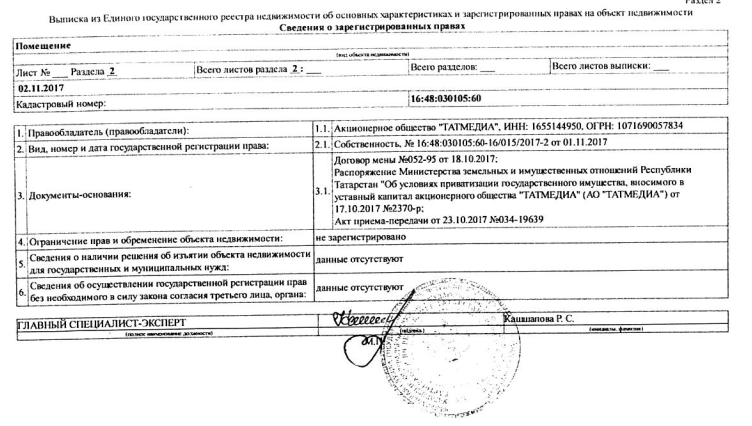 Раздел 2
Выписка из Единого государственного реестра недвижимости об основных характеристиках и зарегистрированных правах на объект недвижимости
Сведения о зарегистрированных правах
Помещение
(вид объекта недвижимости)
Лист № ___ Раздела 2 Всего листов раздела 2 : ___ Всего разделов: ___ Всего листов выписки: ___
02.11.2017
Кадастровый номер: 16:48:030105:60
1. Правообладатель (правообладатели): 1.1. Акционерное общество "ТАТМЕДИА", ИНН: 1655144950, ОГРН: 1071690057834
2. Вид, номер и дата государственной регистрации права: 2.1. Собственность, № 16:48:030105:60-16/015/2017-2 от 01.11.2017
3. Документы-основания: 3.1. Договор мены №052-95 от 18.10.2017;
Распоряжение Министерства земельных и имущественных отношений Республики
Татарстан "Об условиях приватизации государственного имущества, вносимого в
уставный капитал акционерного общества "ТАТМЕДИА" (АО "ТАТМЕДИА") от
17.10.2017 №2370-р;
Акт приема-передачи от 23.10.2017 №034-19639
4. Ограничение прав и обременение объекта недвижимости: не зарегистрировано
5. Сведения о наличии решения об изъятии объекта недвижимости
для государственных и муниципальных нужд: данные отсутствуют
6. Сведения об осуществлении государственной регистрации прав
без необходимого в силу закона согласия третьего лица, органа: данные отсутствуют
ГЛАВНЫЙ СПЕЦИАЛИСТ-ЭКСПЕРТ Кашшапова Р. С.
(полное наименование должности) (подпись) (инициалы, фамилия)
М.П.